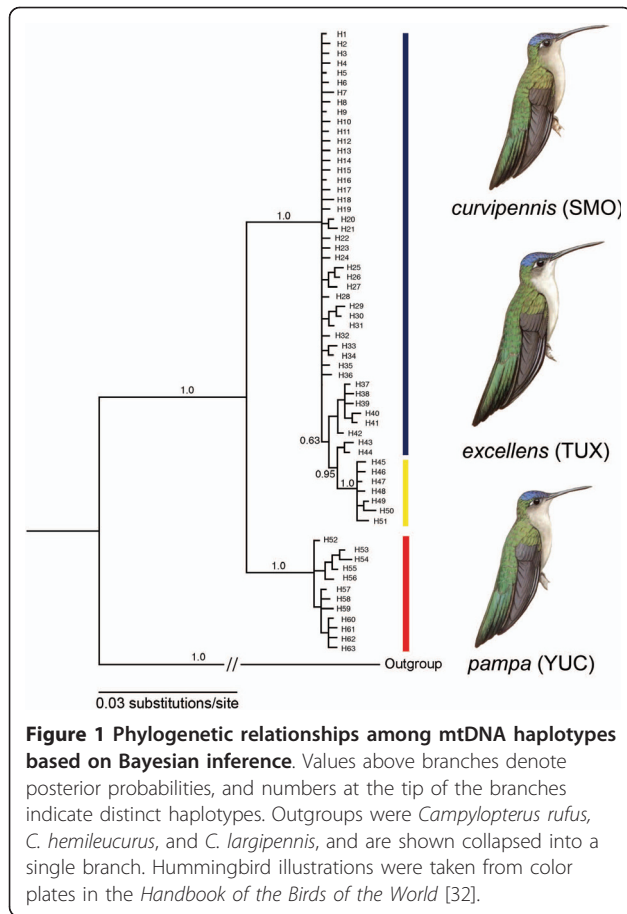 H1
H2
H3
H4
H5
H6
H7
H8
H9
H10
H11
H12
H13
H14
H15
H16
H17
H18
1.0
H19
H20
H21
H22
H23
H24
H25
H26
H27
H28
H29
H30
H31
H32
H33
H34
H35
H36
H37
H38
H39
H40
H41
H42
0.63
H43
H44
0.95
H45
H46
1.0
H47
H48
H49
H50
H51
curvipennis (SMO)
excellens (TUX)
1.0
H52
H53
H54
1.0
H55
H56
H57
H58
H59
H60
H61
H62
H63
pampa (YUC)
1.0
//
Outgroup
0.03 substitutions/site
Figure 1 Phylogenetic relationships among mtDNA haplotypes
based on Bayesian inference. Values above branches denote
posterior probabilities, and numbers at the tip of the branches
indicate distinct haplotypes. Outgroups were Campylopterus rufus,
C. hemileucurus, and C. largipennis, and are shown collapsed into a
single branch. Hummingbird illustrations were taken from color
plates in the Handbook of the Birds of the World [32].